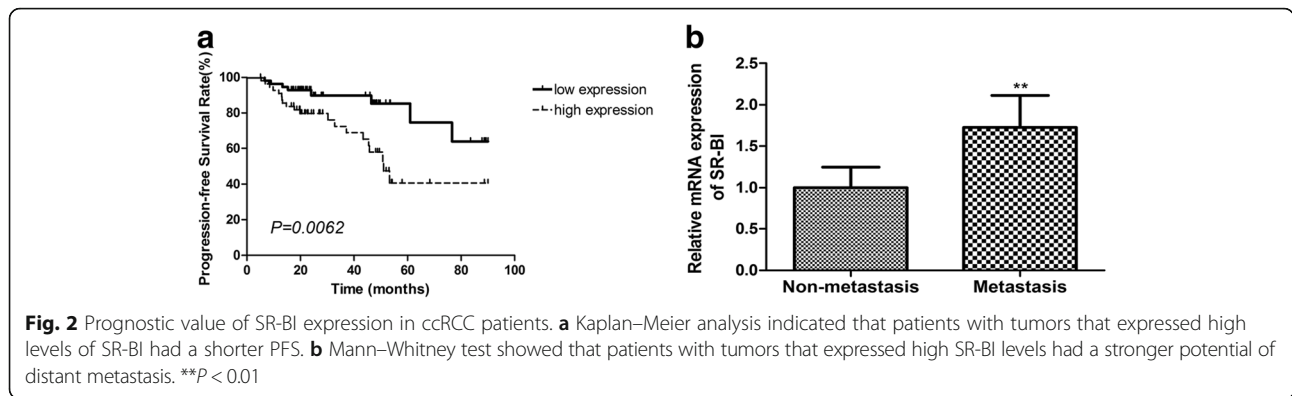 a
Progression-free Survival Rate(%)
100
80
60
40
20
0
0 20 40 60 80 100
Time (months)
low expression
high expression
P=0.0062
b
Relative mRNA expression
of SR-BI
2.5
2.0
1.5
1.0
0.5
0.0
**
Non-metastasis Metastasis
Fig. 2 Prognostic value of SR-BI expression in ccRCC patients. a Kaplan–Meier analysis indicated that patients with tumors that expressed high
levels of SR-BI had a shorter PFS. b Mann–Whitney test showed that patients with tumors that expressed high SR-BI levels had a stronger potential of
distant metastasis. **P < 0.01